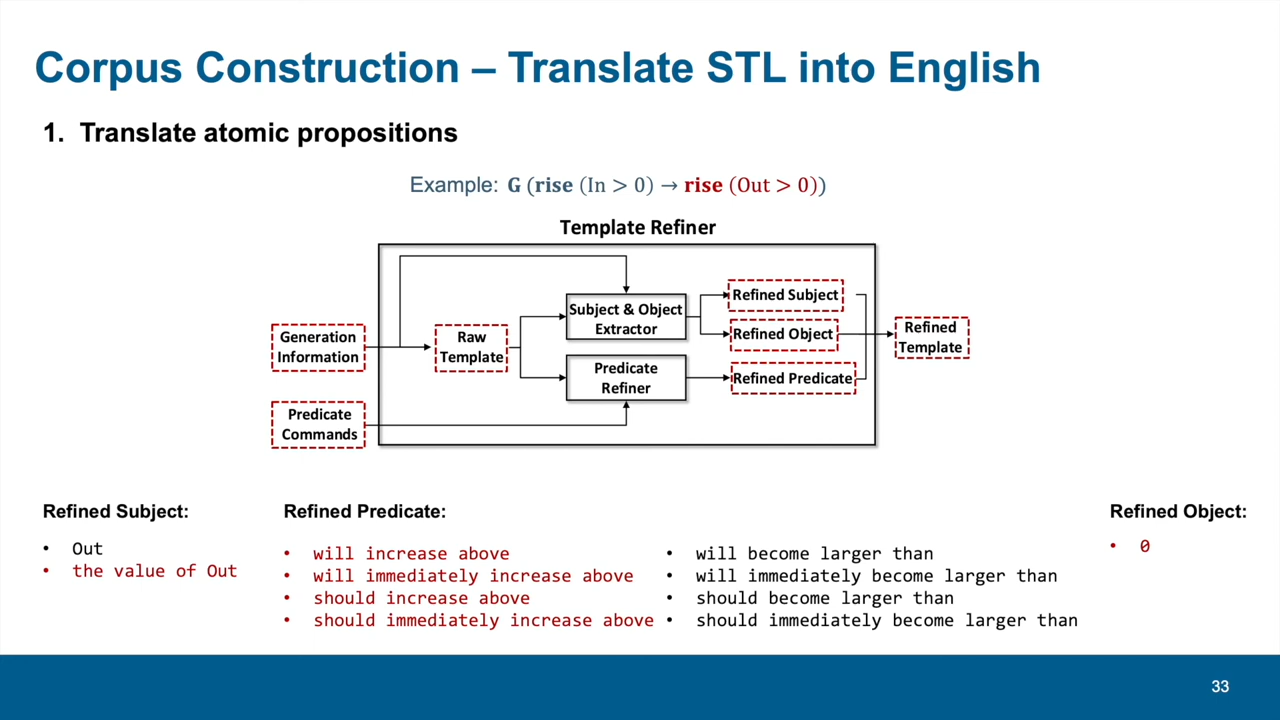 Corpus Construction – Translate STL into English
1. Translate atomic propositions
Example: G (rise (In > 0) → rise (Out > 0))
Template Refiner
Generation
Information
Predicate
Commands
Raw
Template
Subject & Object
Extractor
Predicate
Refiner
Refined Subject
Refined Object
Refined Predicate
Refined
Template
Refined Subject:
• Out
• the value of Out
Refined Predicate:
• will increase above
• will immediately increase above
• should increase above
• should immediately increase above
• will become larger than
• will immediately become larger than
• should become larger than
• should immediately become larger than
Refined Object:
• 0
33